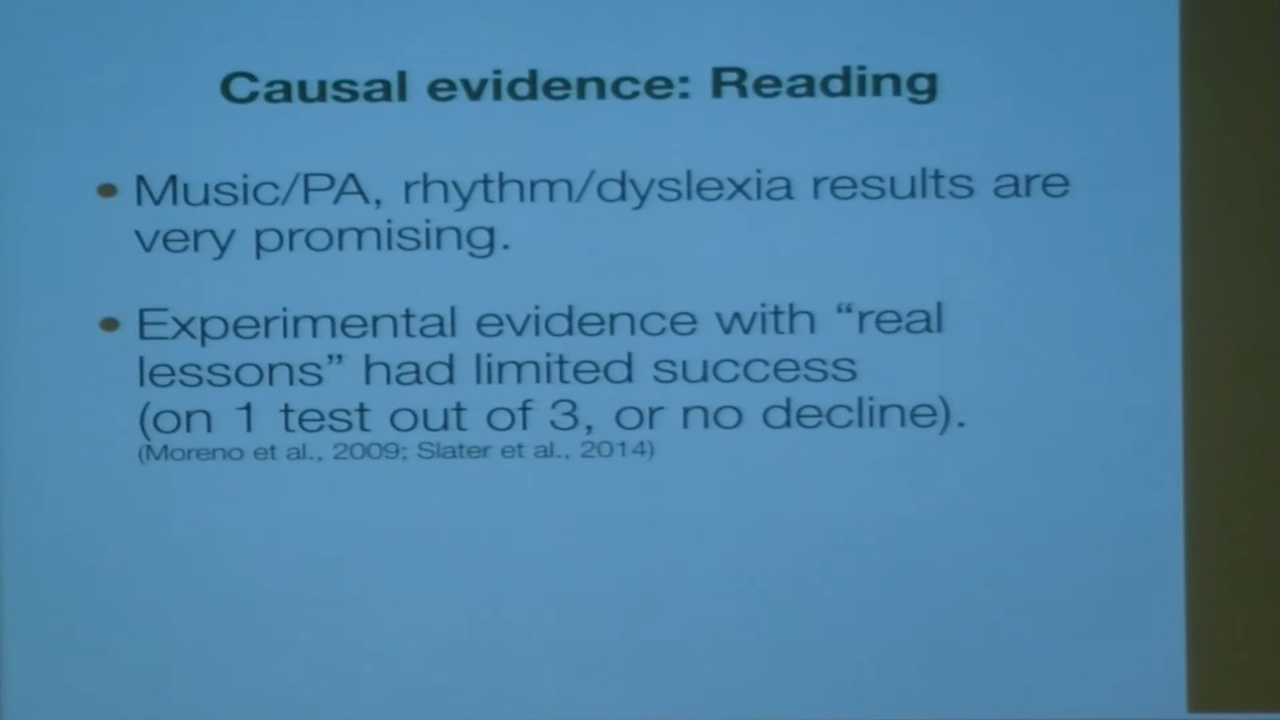 Causal evidence: Reading
• Music/PA, rhythm/dyslexia results are
very promising.
• Experimental evidence with “real
lessons” had limited success
(on 1 test out of 3, or no decline).
(Moreno et al., 2009; Slater et al., 2014)